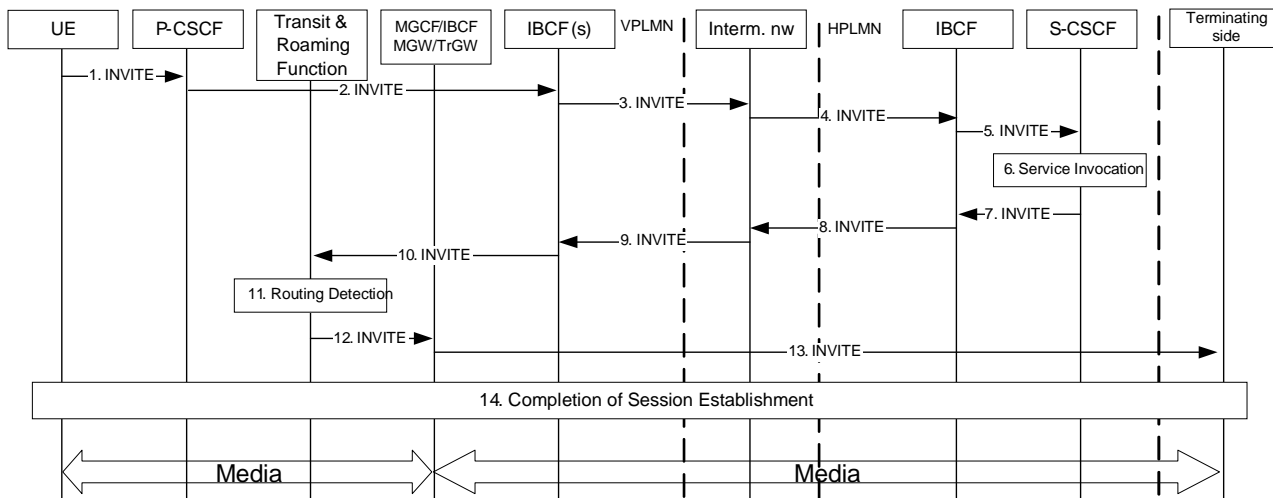 UE
P-CSCF
Transit &
Roaming
Function
MGCF/IBCF
MGW/TrGW
IBCF(s)
VPLMN
Interm. nw
HPLMN
IBCF
S-CSCF
Terminating
side
1. INVITE
2. INVITE
3. INVITE
4. INVITE
5. INVITE
6. Service Invocation
7. INVITE
8. INVITE
9. INVITE
10. INVITE
11. Routing Detection
12. INVITE
13. INVITE
14. Completion of Session Establishment
Media
Media